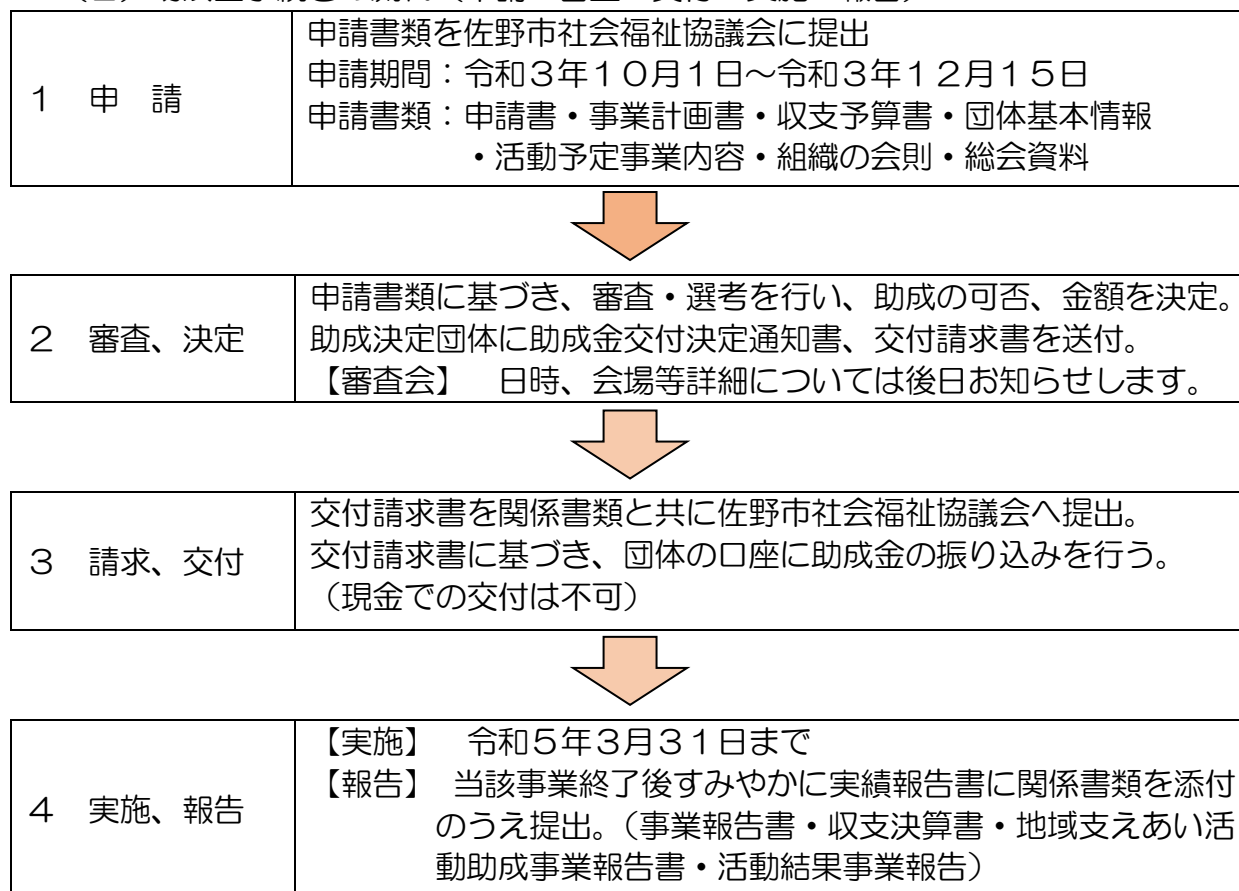 1 申 請
申請書類を佐野市社会福祉協議会に提出
申請期間：令和３年１０月１日～令和３年１２月１５日
申請書類：申請書・事業計画書・収支予算書・団体基本情報
・活動予定事業内容・組織の会則・総会資料
2 審査、決定
申請書類に基づき、審査・選考を行い、助成の可否、金額を決定。
助成決定団体に助成金交付決定通知書、交付請求書を送付。
【審査会】 日時、会場等詳細については後日お知らせします。
3 請求、交付
交付請求書を関係書類と共に佐野市社会福祉協議会へ提出。
交付請求書に基づき、団体の口座に助成金の振り込みを行う。
（現金での交付は不可）
4 実施、報告
【実施】 令和５年３月３１日まで
【報告】 当該事業終了後すみやかに実績報告書に関係書類を添付
のうえ提出。（事業報告書・収支決算書・地域支えあい活
動助成事業報告書・活動結果事業報告）